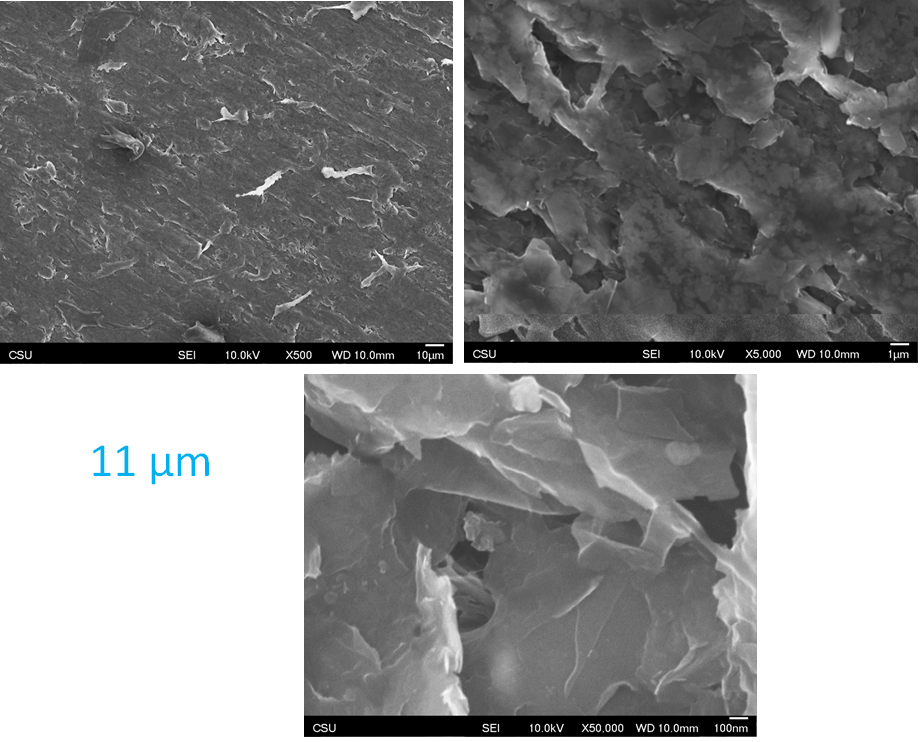 CSU SEI 10.0kV X500 WD 10.0mm 10μm
CSU SEI 10.0kV X5,000 WD 10.0mm 1μm
11 μm
CSU SEI 10.0kV X50,000 WD 10.0mm 100nm